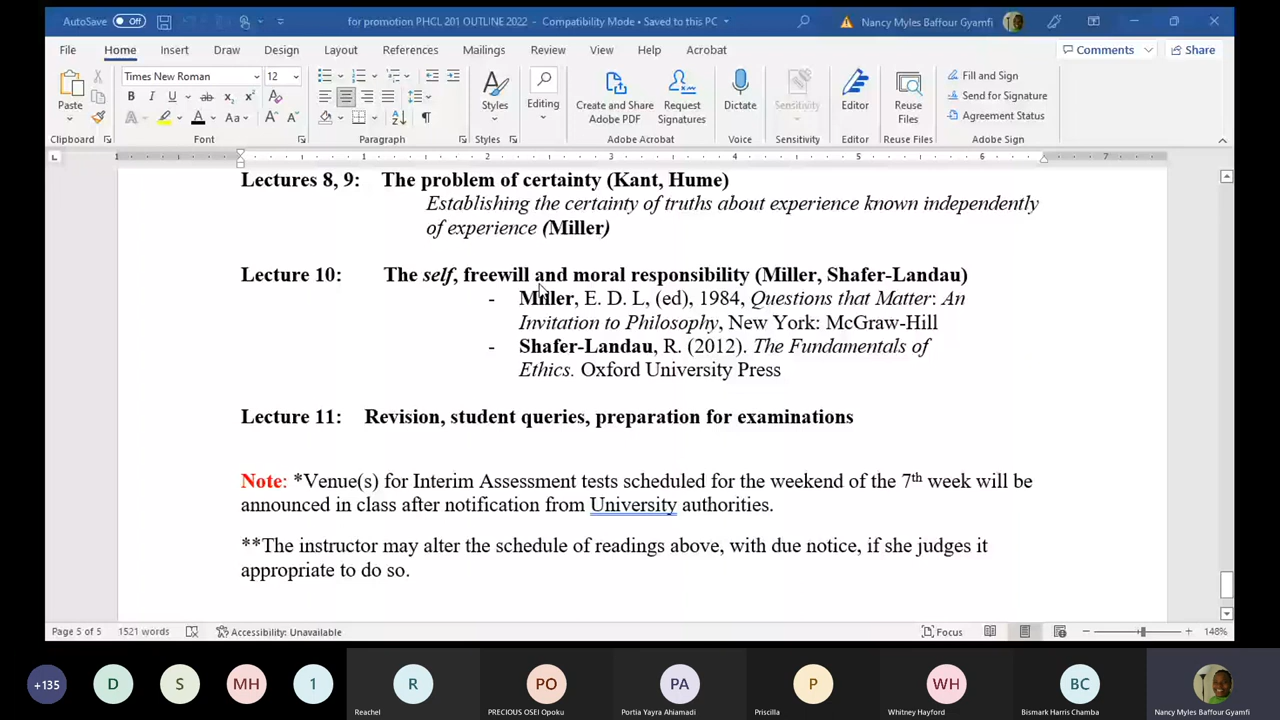 AutoSave Off for promotion PHCL 201 OUTLINE 2022 - Compatibility Mode • Saved to this PC Nancy Myles Baffour Gyamfi
File Home Insert Draw Design Layout References Mailings Review View Help Acrobat Comments Share
Times New Roman 12
Paste Styles Editing Create and Share Adobe PDF Request Signatures Dictate Sensitivity Editor Reuse Files Fill and Sign
Send for Signature
Agreement Status
Clipboard Font Paragraph Styles Adobe Acrobat Voice Sensitivity Editor Reuse Files Adobe Sign
1 1 2 3 4 5 6 7
Lectures 8, 9: The problem of certainty (Kant, Hume)
Establishing the certainty of truths about experience known independently
of experience (Miller)
Lecture 10: The self, freewill and moral responsibility (Miller, Shafer-Landau)
- Miller, E. D. L, (ed), 1984, Questions that Matter: An
Invitation to Philosophy, New York: McGraw-Hill
- Shafer-Landau, R. (2012). The Fundamentals of
Ethics. Oxford University Press
Lecture 11: Revision, student queries, preparation for examinations
Note: *Venue(s) for Interim Assessment tests scheduled for the weekend of the 7th week will be
announced in class after notification from University authorities.
**The instructor may alter the schedule of readings above, with due notice, if she judges it
appropriate to do so.
Page 5 of 5 1521 words Accessibility: Unavailable Focus 148%
+135 D S MH 1 R PO PA P WH BC
Reachel PRECIOUS OSEI Opoku Portia Yayra Ahiamadi Priscilla Whitney Hayford Bismark Harris Chamba Nancy Myles Baffour Gyamfi